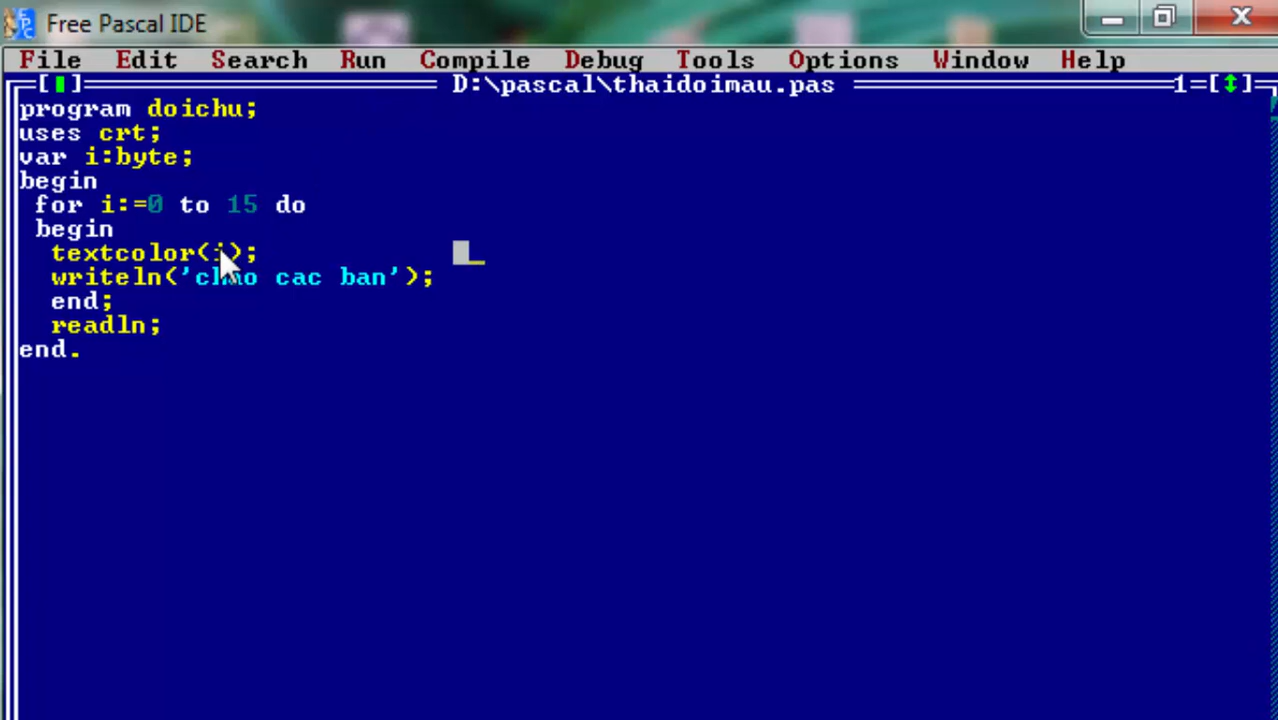 Free Pascal IDE
File Edit Search Run Compile Debug Tools Options Window Help
D:\pascal\thaidoimau.pas 1=[↕]
program doichu;
uses crt;
var i:byte;
begin
for i:=0 to 15 do
begin
textcolor(i);
writeln('chao cac ban');
end;
readln;
end.